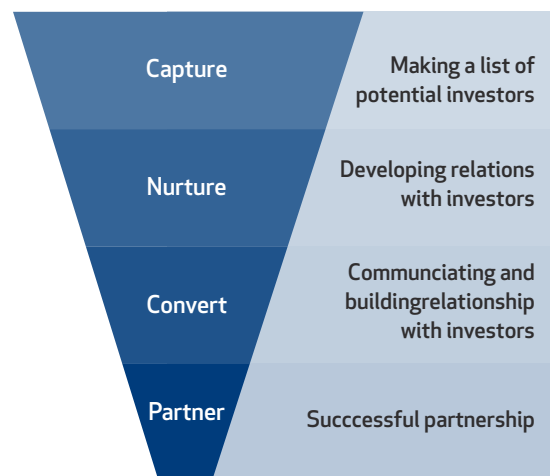 Capture
Making a list of
potential investors
Nurture
Developing relations
with investors
Convert
Communciating and
buildingrelationship
with investors
Partner
Succcessful partnership